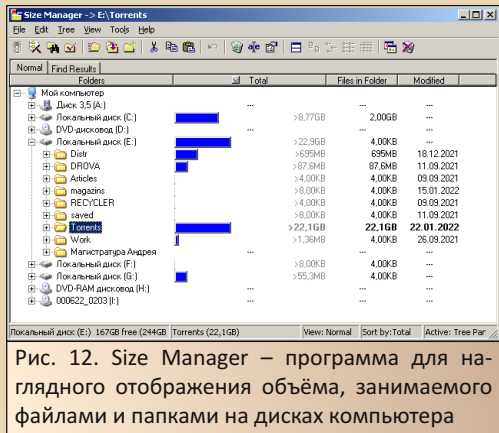 Size Manager -> E:\Torrents
File Edit Tree View Tools Help
Normal Find Results
Folders Total Files in Folder Modified
Мой компьютер
Диск 3,5 (A:) ... ... ---
Локальный диск (C:) >8,77GB 2,00GB ---
DVD-дисковод (D:) ... ... ---
Локальный диск (E:) >22,9GB 4,00KB ---
Distr >695MB 695MB 18.12.2021
DROVA >87,6MB 87,6MB 11.09.2021
Articles >4,00KB 4,00KB 09.09.2021
magazins >8,00KB 4,00KB 15.01.2022
RECYCLER >4,00KB 4,00KB 09.09.2021
saved >8,00KB 4,00KB 11.09.2021
Torrents >22,1GB 22,1GB 22.01.2022
Work >1,36MB 4,00KB 26.09.2021
Магистратура Андрея ... ... ---
Локальный диск (F:) >8,00KB 4,00KB ---
Локальный диск (G:) >55,3MB 4,00KB ---
DVD-RAM дисковод (H:) ... ... ---
000622_0203 (I:) ... ... ---
Локальный диск (E:) 167GB free (244GB Torrents (22,1GB) View: Normal Sort by:Total Active: Tree Par
Рис. 12. Size Manager – программа для на-
глядного отображения объёма, занимаемого
файлами и папками на дисках компьютера